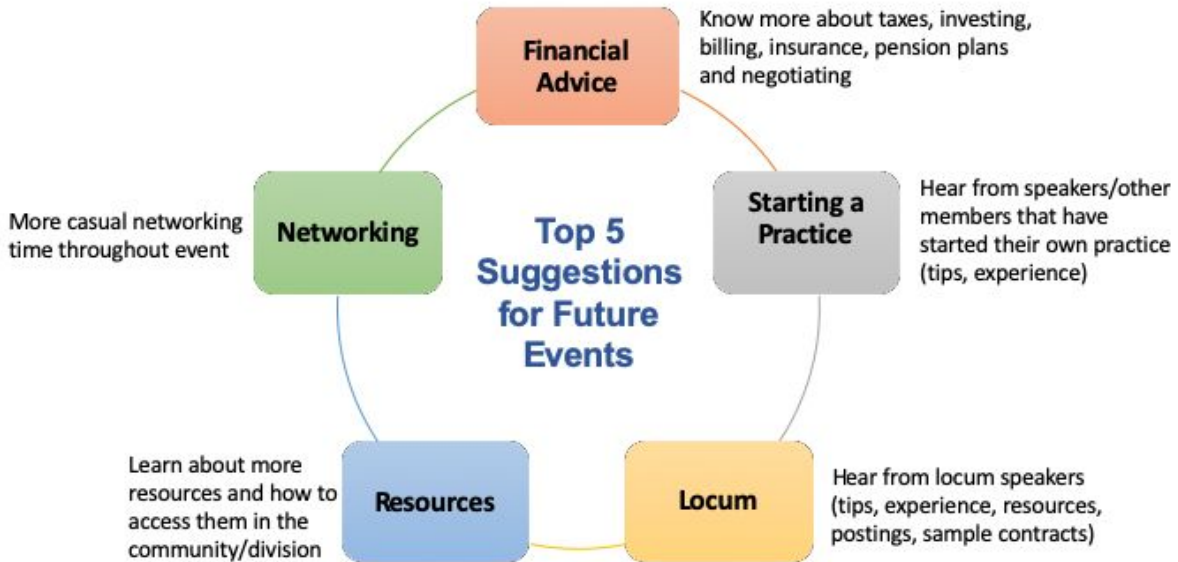 Financial
Advice
Know more about taxes, investing,
billing, insurance, pension plans
and negotiating
Starting a
Practice
Hear from speakers/other
members that have
started their own practice
(tips, experience)
Locum
Hear from locum speakers
(tips, experience, resources,
postings, sample contracts)
Resources
Learn about more
resources and how to
access them in the
community/division
Networking
More casual networking
time throughout event
Top 5
Suggestions
for Future
Events